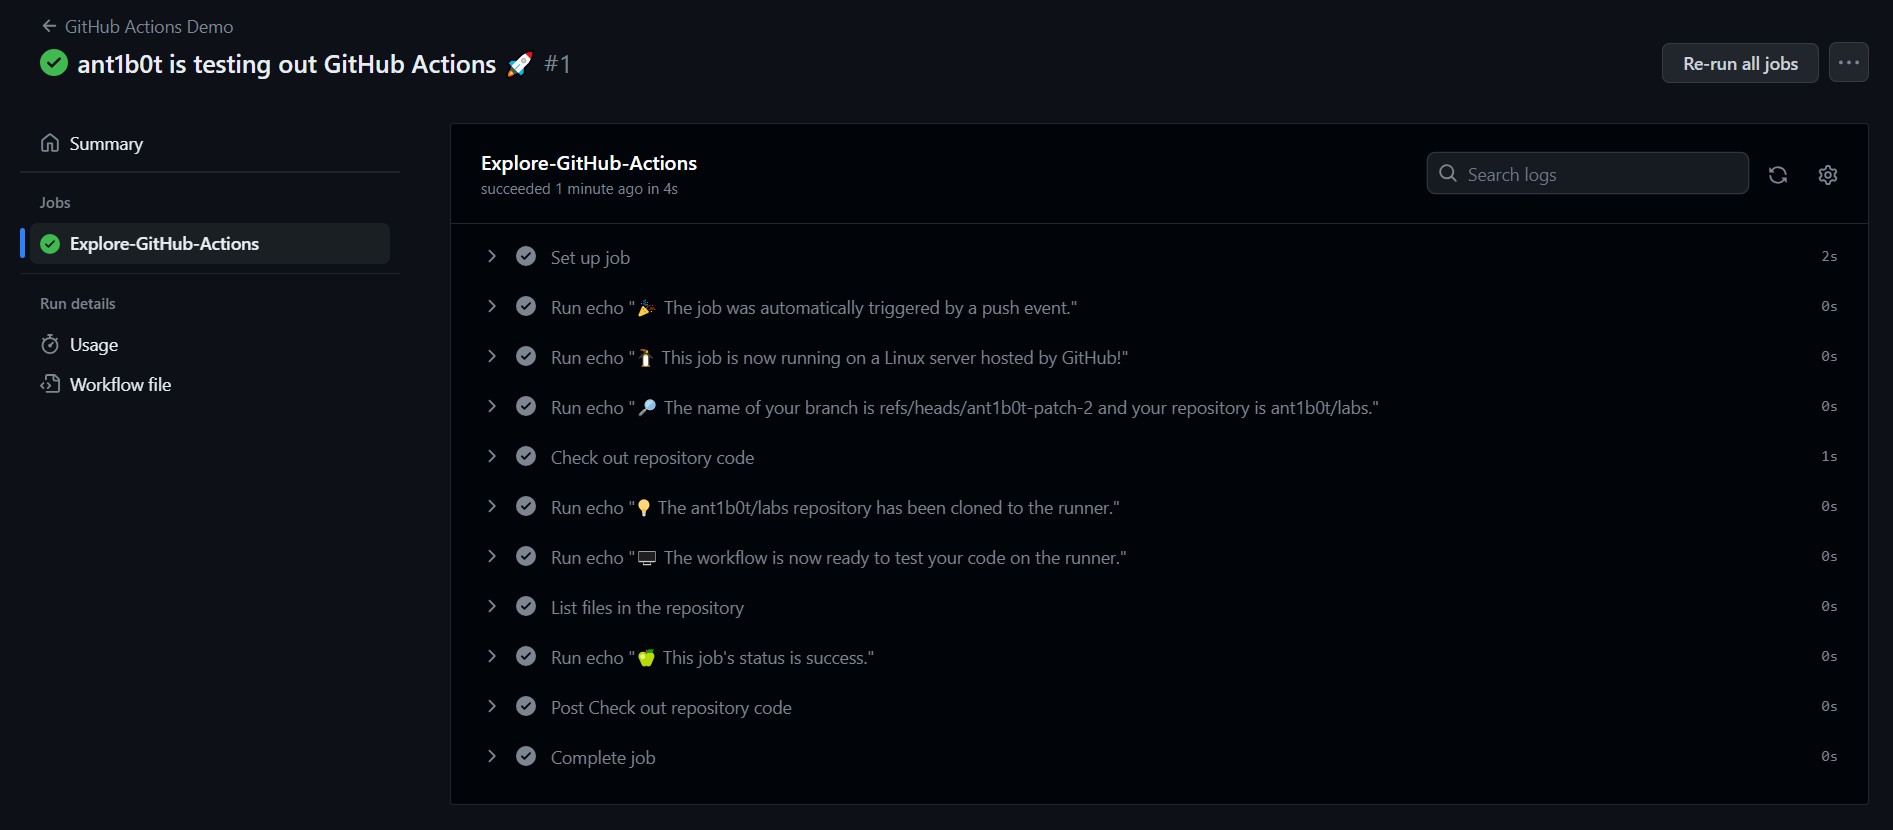 ← GitHub Actions Demo
ant1b0t is testing out GitHub Actions 🚀 #1
Re-run all jobs
Summary
Jobs
Explore-GitHub-Actions
Run details
Usage
Workflow file
Explore-GitHub-Actions
succeeded 1 minute ago in 4s
Search logs
Set up job 2s
Run echo "🎉 The job was automatically triggered by a push event." 0s
Run echo "🐧 This job is now running on a Linux server hosted by GitHub!" 0s
Run echo "🔎 The name of your branch is refs/heads/ant1b0t-patch-2 and your repository is ant1b0t/labs." 0s
Check out repository code 1s
Run echo "💡 The ant1b0t/labs repository has been cloned to the runner." 0s
Run echo "🖥️ The workflow is now ready to test your code on the runner." 0s
List files in the repository 0s
Run echo "🍏 This job's status is success." 0s
Post Check out repository code 0s
Complete job 0s